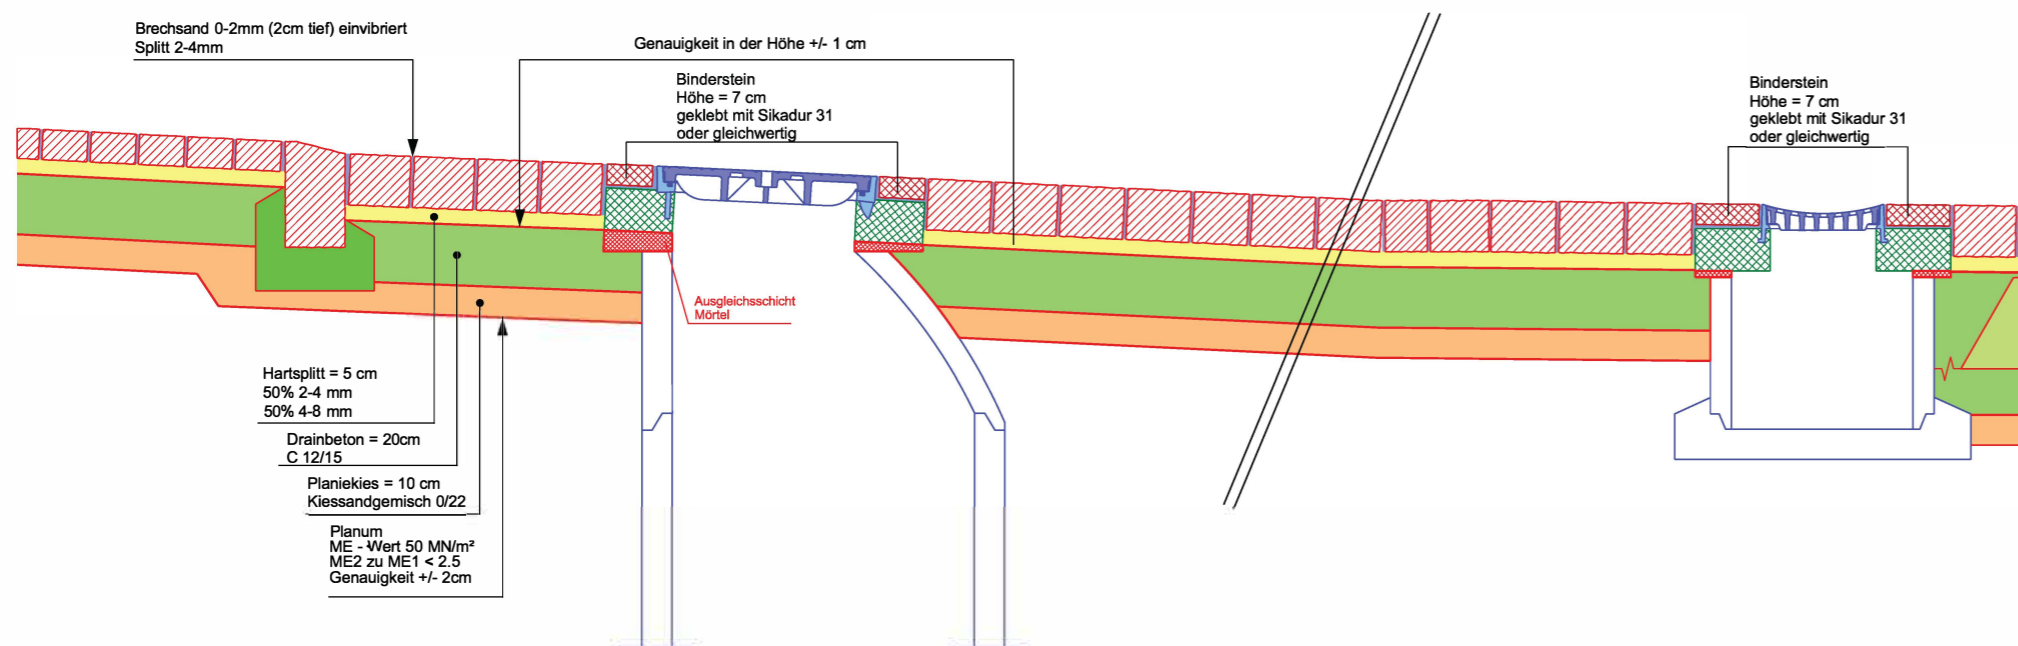 Brechsand 0-2mm (2cm tief) einvibriert
Splitt 2-4mm
Genauigkeit in der Höhe +/- 1 cm
Binderstein
Höhe = 7 cm
geklebt mit Sikadur 31
oder gleichwertig
Binderstein
Höhe = 7 cm
geklebt mit Sikadur 31
oder gleichwertig
Ausgleichsschicht
Mörtel
Hartsplitt = 5 cm
50% 2-4 mm
50% 4-8 mm
Drainbeton = 20cm
C 12/15
Planiekies = 10 cm
Kiessandgemisch 0/22
Planum
ME - Wert 50 MN/m²
ME2 zu ME1 < 2.5
Genauigkeit +/- 2cm